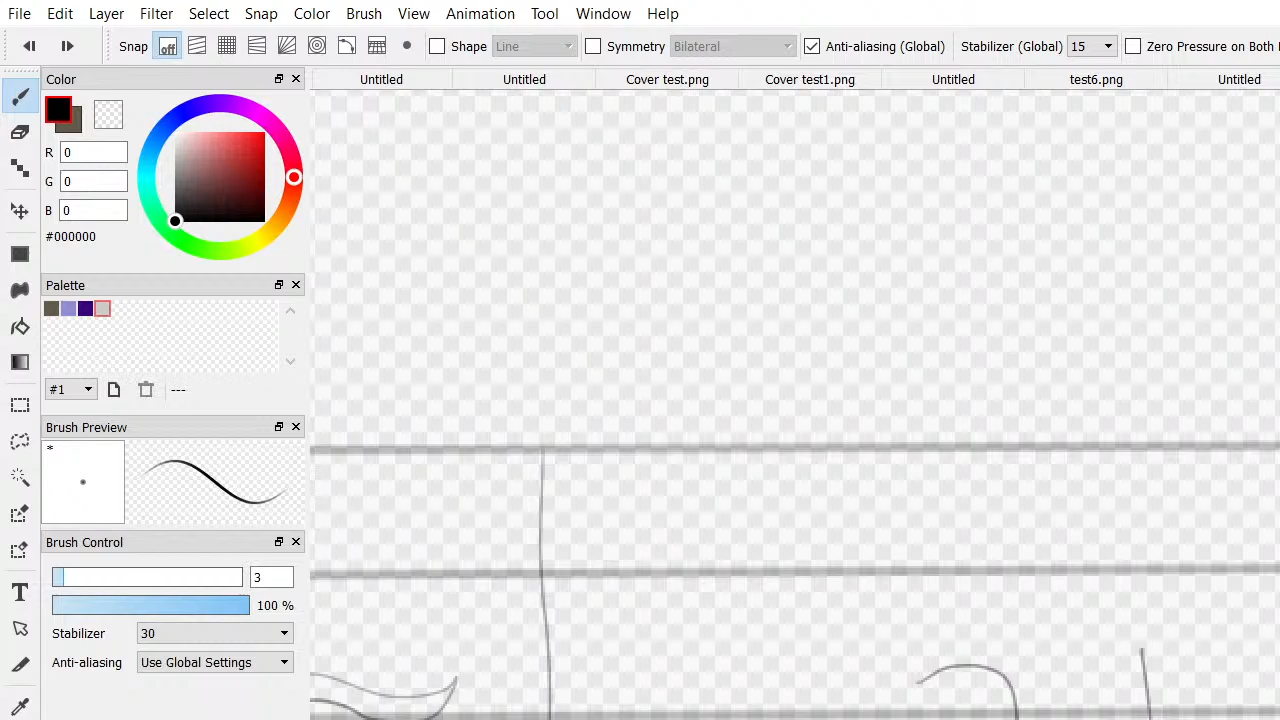 File Edit Layer Filter Select Snap Color Brush View Animation Tool Window Help
Snap off Shape Line Symmetry Bilateral Anti-aliasing (Global) Stabilizer (Global) 15 Zero Pressure on Both
Untitled Untitled Cover test.png Cover test1.png Untitled test6.png Untitled
Color
R 0
G 0
B 0
#000000
Palette
#1 ---
Brush Preview
*
Brush Control
3
100 %
Stabilizer 30
Anti-aliasing Use Global Settings
T